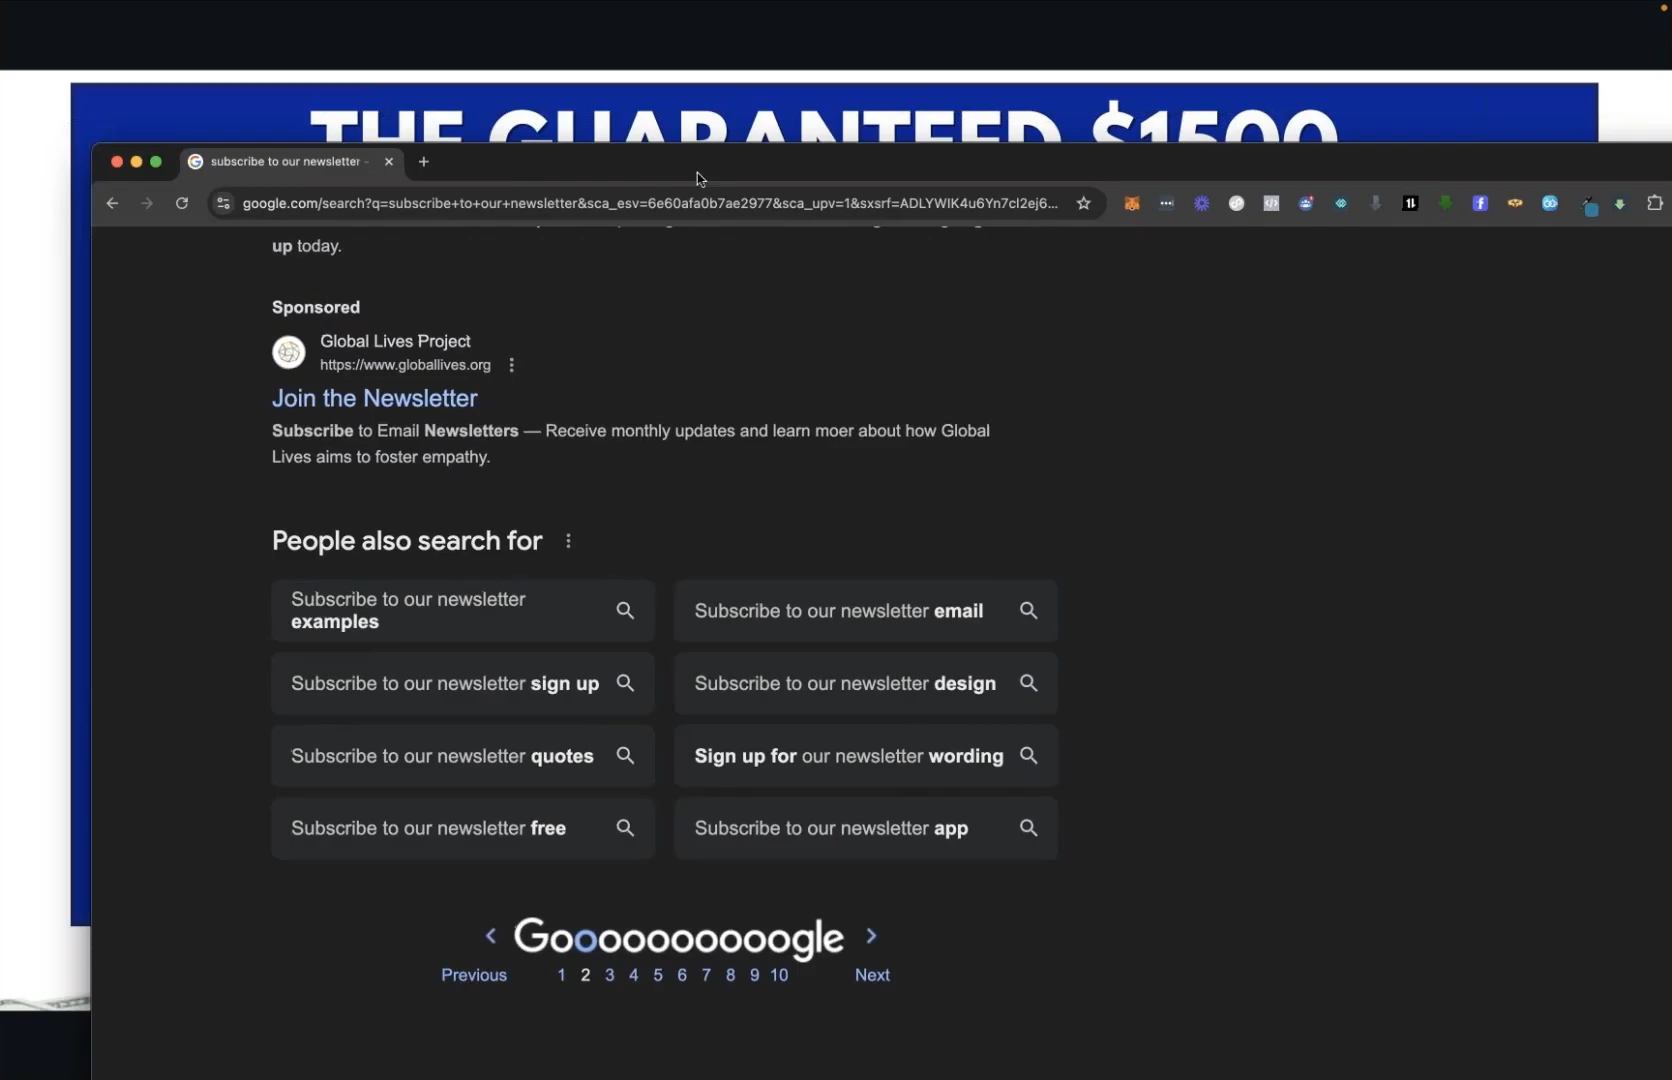 THE GUARANTEED $1500
subscribe to our newsletter -
google.com/search?q=subscribe+to+our+newsletter&sca_esv=6e60afa0b7ae2977&sca_upv=1&sxsrf=ADLYWIK4u6Yn7cl2ej6...
up today.
Sponsored
Global Lives Project
https://www.globallives.org
Join the Newsletter
Subscribe to Email Newsletters — Receive monthly updates and learn moer about how Global
Lives aims to foster empathy.
People also search for
Subscribe to our newsletter
examples
Subscribe to our newsletter email
Subscribe to our newsletter sign up
Subscribe to our newsletter design
Subscribe to our newsletter quotes
Sign up for our newsletter wording
Subscribe to our newsletter free
Subscribe to our newsletter app
Goooooooooogle
Previous 1 2 3 4 5 6 7 8 9 10 Next